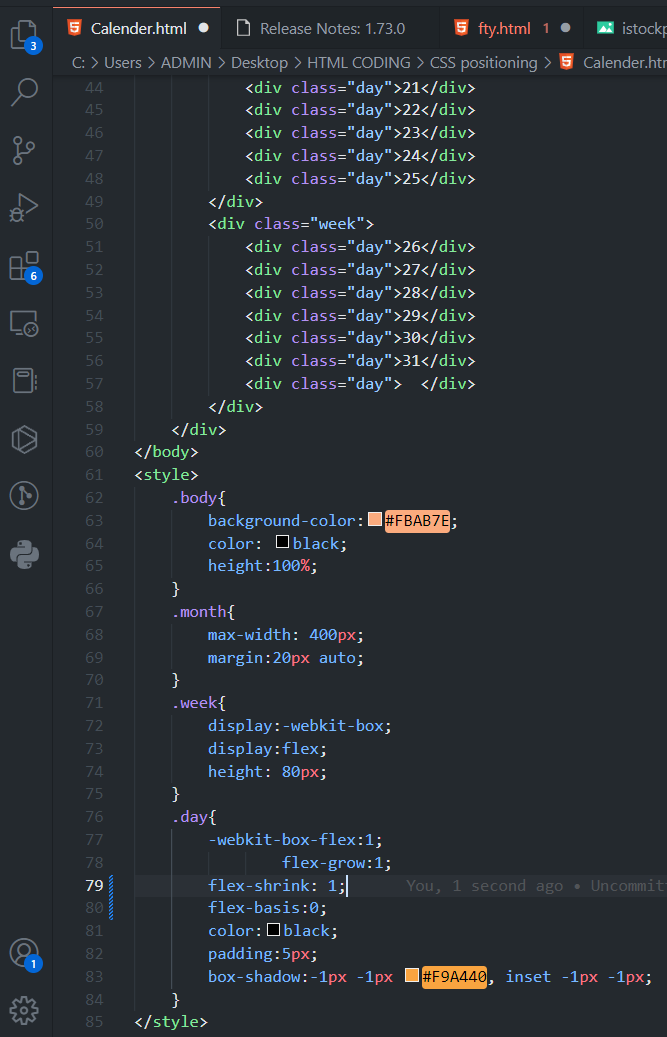 Calender.html ● Release Notes: 1.73.0 fty.html 1 ● istockp
C: > Users > ADMIN > Desktop > HTML CODING > CSS positioning > Calender.htm
44 <div class="day">21</div>
45 <div class="day">22</div>
46 <div class="day">23</div>
47 <div class="day">24</div>
48 <div class="day">25</div>
49 </div>
50 <div class="week">
51 <div class="day">26</div>
52 <div class="day">27</div>
53 <div class="day">28</div>
54 <div class="day">29</div>
55 <div class="day">30</div>
56 <div class="day">31</div>
57 <div class="day">  </div>
58 </div>
59 </div>
60 </body>
61 <style>
62 .body{
63 background-color:#FBAB7E;
64 color: black;
65 height:100%;
66 }
67 .month{
68 max-width: 400px;
69 margin:20px auto;
70 }
71 .week{
72 display:-webkit-box;
73 display:flex;
74 height: 80px;
75 }
76 .day{
77 -webkit-box-flex:1;
78 flex-grow:1;
79 flex-shrink: 1; You, 1 second ago • Uncommitt
80 flex-basis:0;
81 color:black;
82 padding:5px;
83 box-shadow:-1px -1px #F9A440, inset -1px -1px;
84 }
85 </style>
3
6
1